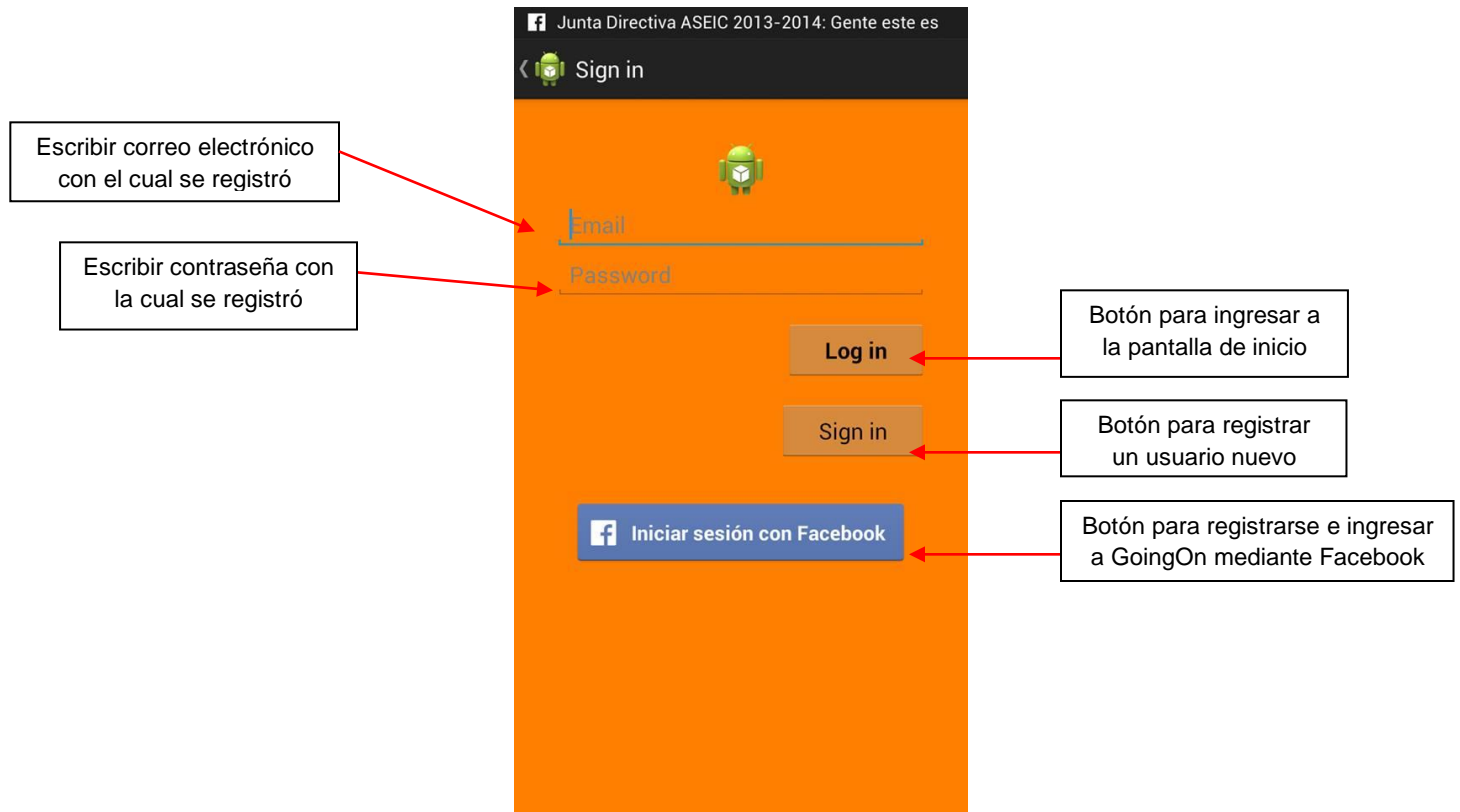 Junta Directiva ASEIC 2013-2014: Gente este es
Sign in
Escribir correo electrónico
con el cual se registró
Email
Escribir contraseña con
la cual se registró
Password
Log in
Botón para ingresar a
la pantalla de inicio
Sign in
Botón para registrar
un usuario nuevo
Iniciar sesión con Facebook
Botón para registrarse e ingresar
a GoingOn mediante Facebook